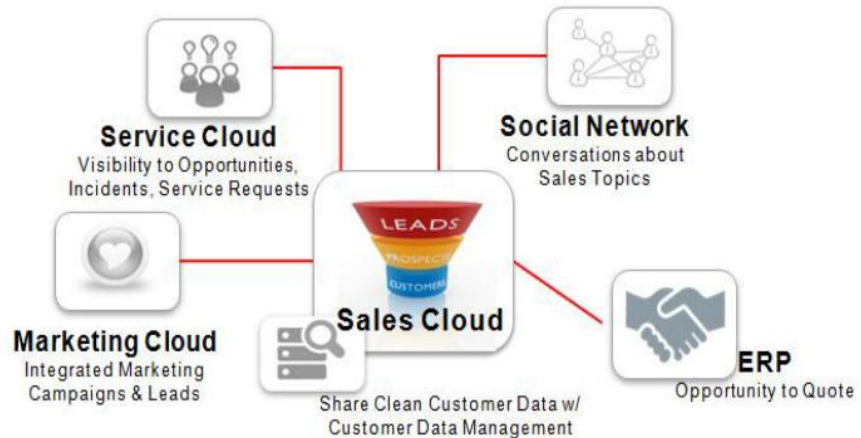 Service Cloud
Visibility to Opportunities,
Incidents, Service Requests
Social Network
Conversations about
Sales Topics
LEADS
PROSPECTS
CUSTOMERS
Sales Cloud
Marketing Cloud
Integrated Marketing
Campaigns & Leads
ERP
Opportunity to Quote
Share Clean Customer Data w/
Customer Data Management